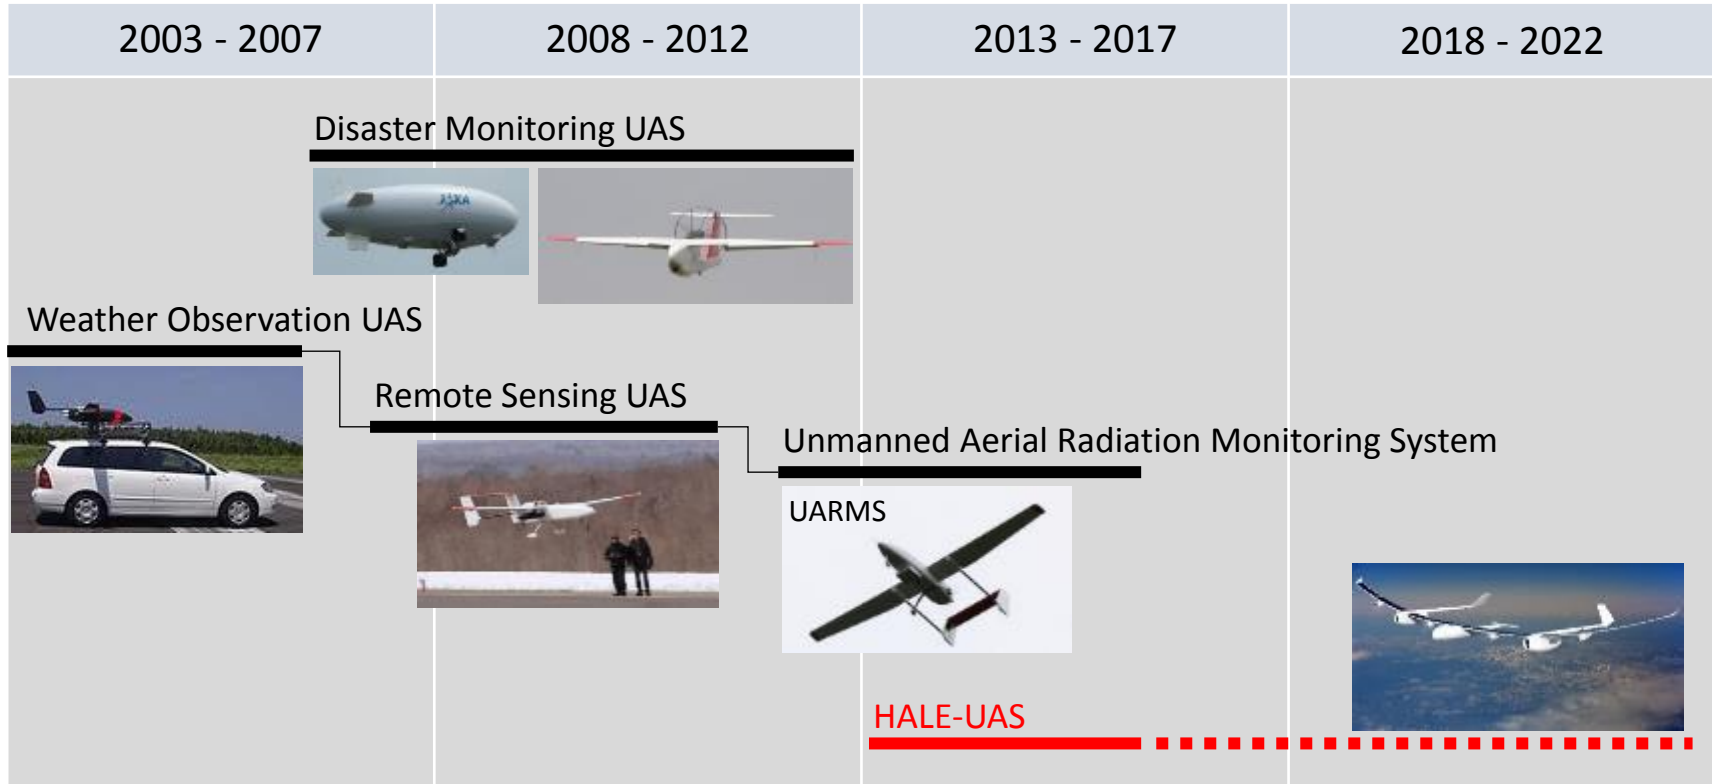 2003 - 2007
2008 - 2012
2013 - 2017
2018 - 2022
Disaster Monitoring UAS
JAXA
Weather Observation UAS
Remote Sensing UAS
Unmanned Aerial Radiation Monitoring System
UARMS
HALE-UAS